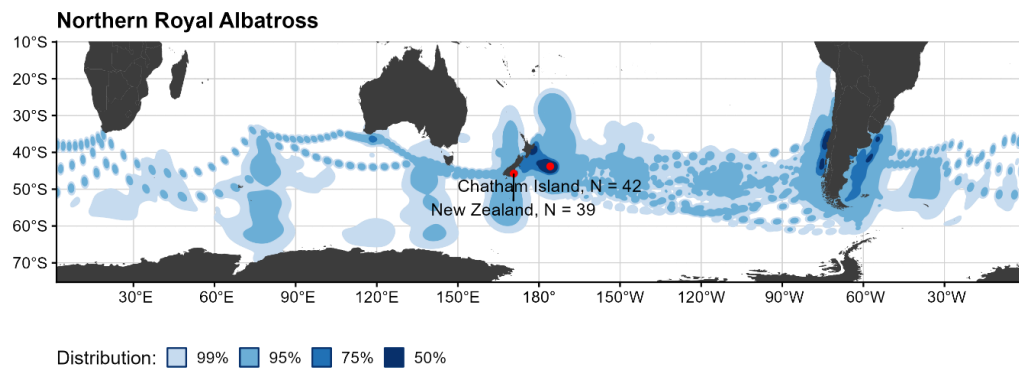 Northern Royal Albatross
10°S
20°S
30°S
40°S
50°S
60°S
70°S
Chatham Island, N = 42
New Zealand, N = 39
30°E 60°E 90°E 120°E 150°E 180° 150°W 120°W 90°W 60°W 30°W
Distribution: 99% 95% 75% 50%